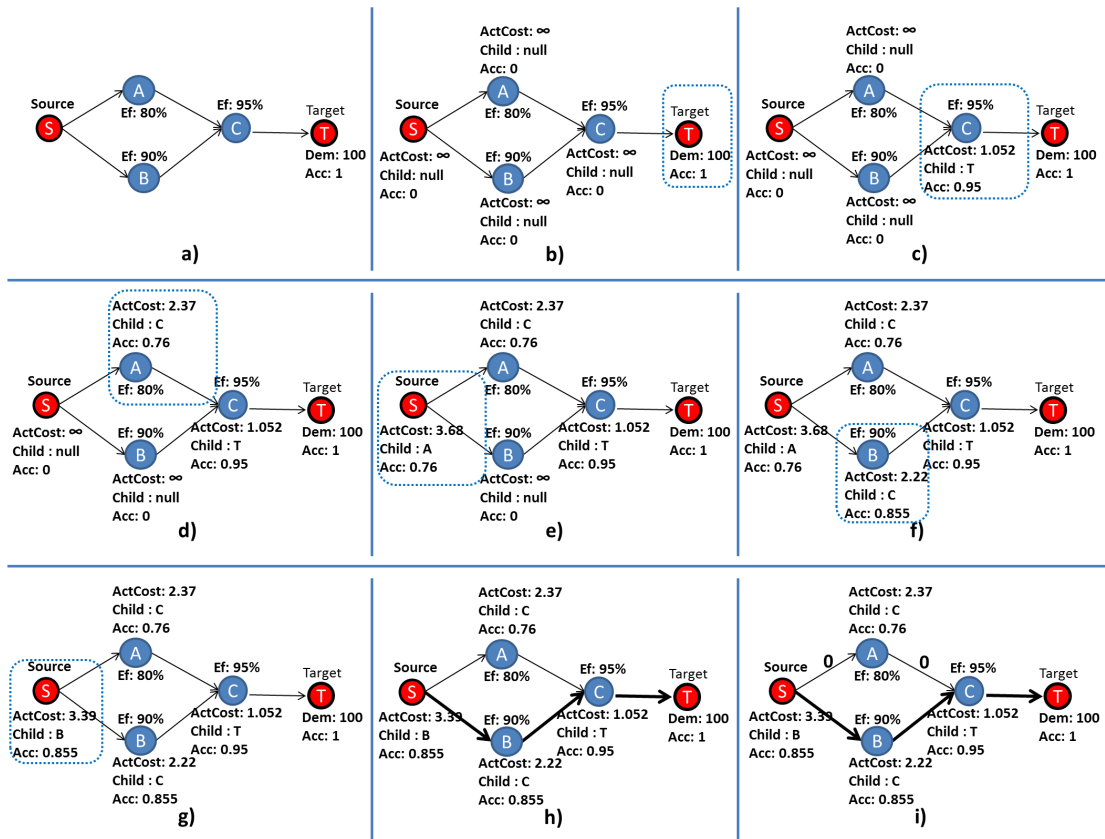 Source
A
Ef: 95%
Target
S
Ef: 80%
C
T
Ef: 90%
Dem: 100
B
Acc: 1
a)
ActCost: ∞
Child : null
Acc: 0
Source
A
Ef: 95%
Target
S
Ef: 80%
C
T
ActCost: ∞
Child: null
Acc: 0
Ef: 90%
B
ActCost: ∞
Child : null
Acc: 0
Dem: 100
Acc: 1
ActCost: ∞
Child : null
Acc: 0
b)
ActCost: ∞
Child : null
Acc: 0
Source
A
Ef: 95%
Target
S
Ef: 80%
C
T
ActCost: ∞
Child: null
Acc: 0
Ef: 90%
B
ActCost: 1.052
Child : T
Acc: 0.95
Dem: 100
Acc: 1
ActCost: ∞
Child : null
Acc: 0
c)
ActCost: 2.37
Child : C
Acc: 0.76
Source
A
Ef: 80%
Ef: 95%
Target
S
C
T
ActCost: ∞
Child : null
Acc: 0
Ef: 90%
B
ActCost: 1.052
Child : T
Acc: 0.95
Dem: 100
Acc: 1
ActCost: ∞
Child : null
Acc: 0
d)
ActCost: 2.37
Child : C
Acc: 0.76
Source
A
Ef: 80%
Ef: 95%
Target
S
C
T
ActCost: 3.68
Child : A
Acc: 0.76
Ef: 90%
B
ActCost: 1.052
Child : T
Acc: 0.95
Dem: 100
Acc: 1
ActCost: ∞
Child : null
Acc: 0
e)
ActCost: 2.37
Child : C
Acc: 0.76
Source
A
Ef: 80%
Ef: 95%
Target
S
C
T
ActCost: 3.68
Child : A
Acc: 0.76
Ef: 90%
B
ActCost: 1.052
Child : T
Acc: 0.95
Dem: 100
Acc: 1
ActCost: 2.22
Child : C
Acc: 0.855
f)
ActCost: 2.37
Child : C
Acc: 0.76
Source
A
Ef: 80%
Ef: 95%
Target
S
C
T
ActCost: 3.39
Child : B
Acc: 0.855
Ef: 90%
B
ActCost: 1.052
Child : T
Acc: 0.95
Dem: 100
Acc: 1
ActCost: 2.22
Child : C
Acc: 0.855
g)
ActCost: 2.37
Child : C
Acc: 0.76
Source
A
Ef: 80%
Ef: 95%
Target
S
C
T
ActCost: 3.39
Child : B
Acc: 0.855
Ef: 90%
B
ActCost: 1.052
Child : T
Acc: 0.95
Dem: 100
Acc: 1
ActCost: 2.22
Child : C
Acc: 0.855
h)
ActCost: 2.37
Child : C
Acc: 0.76
Source
0
A
0
Ef: 80%
Ef: 95%
Target
S
C
T
ActCost: 3.39
Child : B
Acc: 0.855
Ef: 90%
B
ActCost: 1.052
Child : T
Acc: 0.95
Dem: 100
Acc: 1
ActCost: 2.22
Child : C
Acc: 0.855
i)